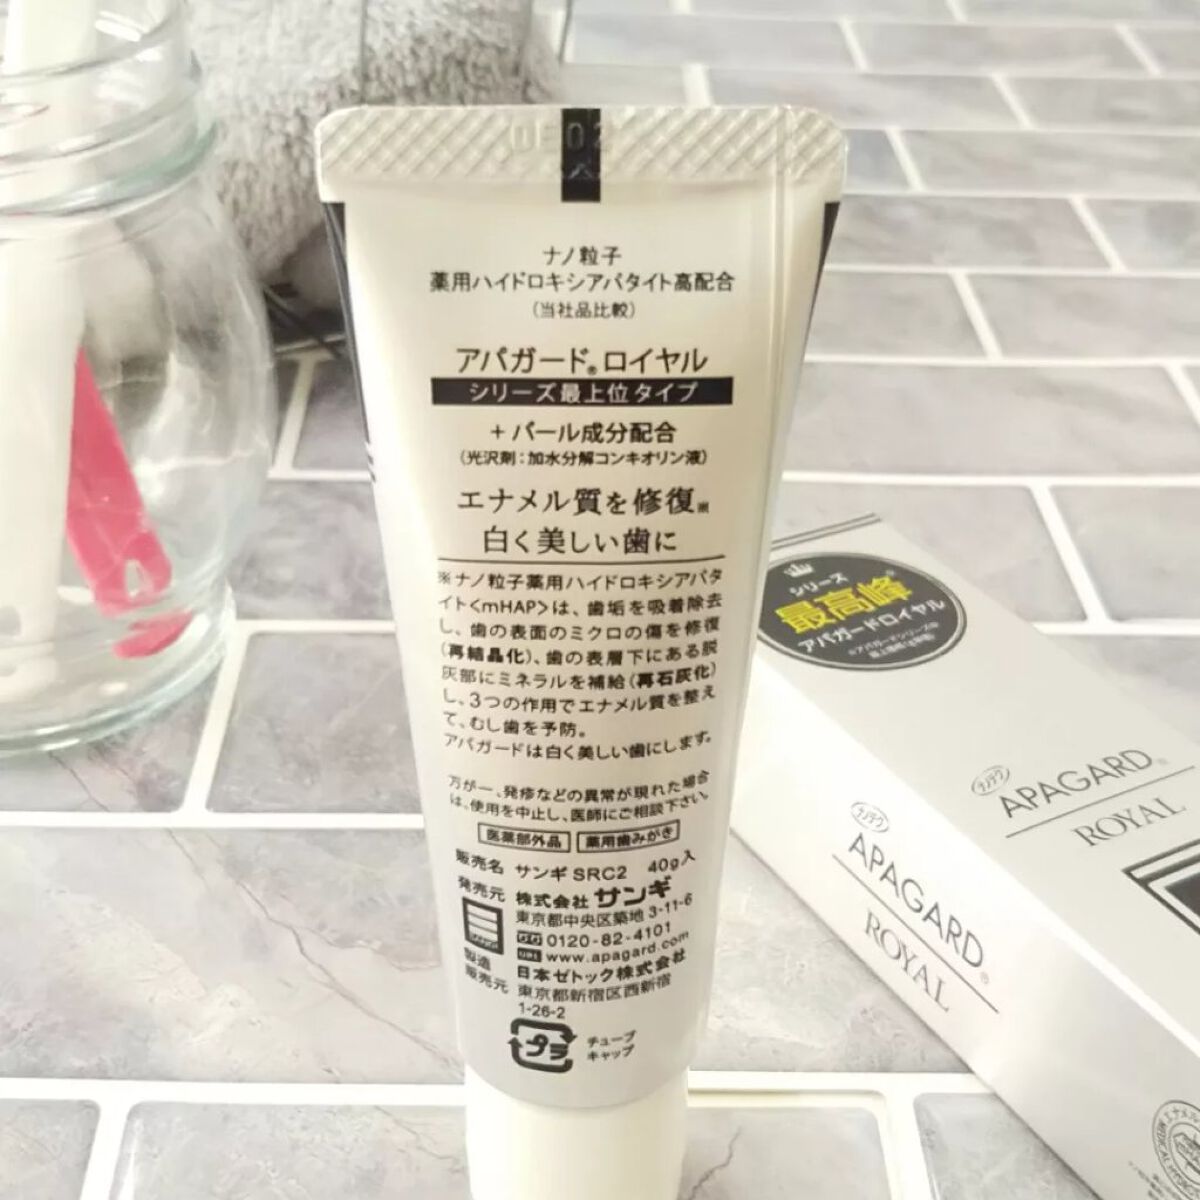 ナノ粒子
薬用ハイドロキシアパタイト高配合
(当社品比較)
アパガード®ロイヤル
シリーズ最上位タイプ
+パール成分配合
(光沢剤:加水分解コンキオリン液)
エナメル質を修復※
白く美しい歯に
※ナノ粒子薬用ハイドロキシアパタ
イト<mHAP>は、歯垢を吸着除去
し、歯の表面のミクロの傷を修復
(再結晶化)、歯の表層下にある脱
灰部にミネラルを補給(再石灰化)
し、3つの作用でエナメル質を整え
て、むし歯を予防。
アパガードは白く美しい歯にします。
万が一、発疹などの異常が現れた場合
は、使用を中止し、医師にご相談下さい。
医薬部外品 薬用歯みがき
販売名 サンギSRC2 40g入
発売元 株式会社サンギ
東京都中央区築地3-11-6
0120-82-4101
URL www.apagard.com
製造
販売元 日本ゼトック株式会社
東京都新宿区西新宿
1-26-2
プラ チューブ
キャップ
シリーズ
最高峰※
アパガードロイヤル
ナノテク
APAGARD®
ROYAL
ナノテク
APAGARD®
ROYAL